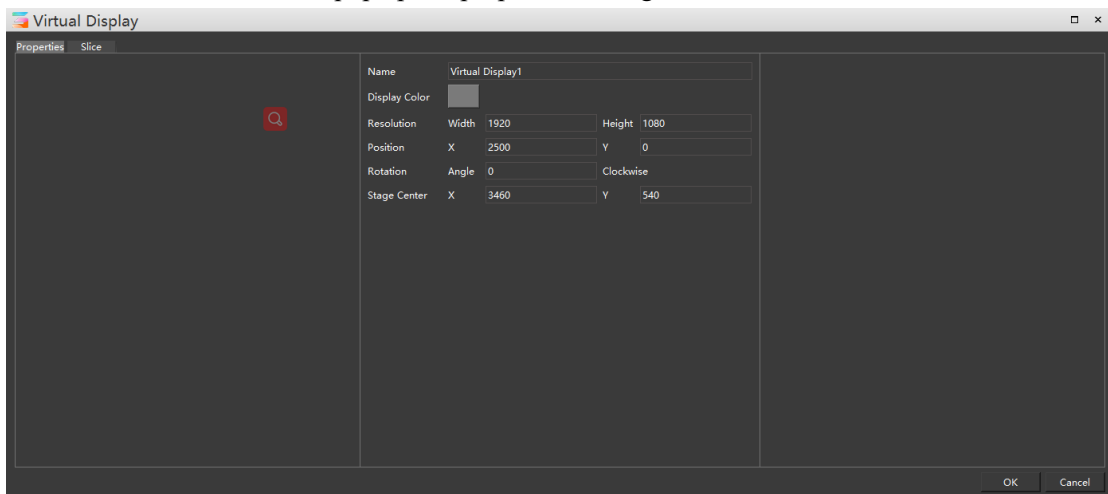 Virtual Display
Properties Slice
Name Virtual Display1
Display Color
Resolution Width 1920 Height 1080
Position X 2500 Y 0
Rotation Angle 0 Clockwise
Stage Center X 3460 Y 540
OK Cancel